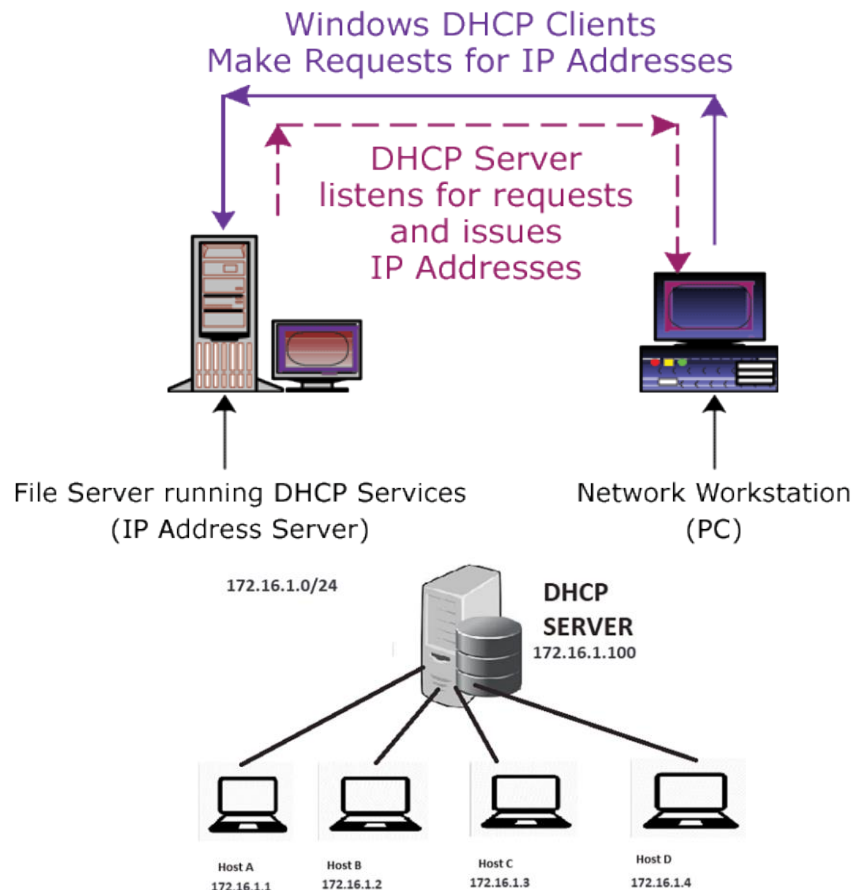 Windows DHCP Clients
Make Requests for IP Addresses
DHCP Server
listens for requests
and issues
IP Addresses
File Server running DHCP Services
(IP Address Server)
Network Workstation
(PC)
172.16.1.0/24
DHCP
SERVER
172.16.1.100
Host A
172.16.1.1
Host B
172.16.1.2
Host C
172.16.1.3
Host D
172.16.1.4